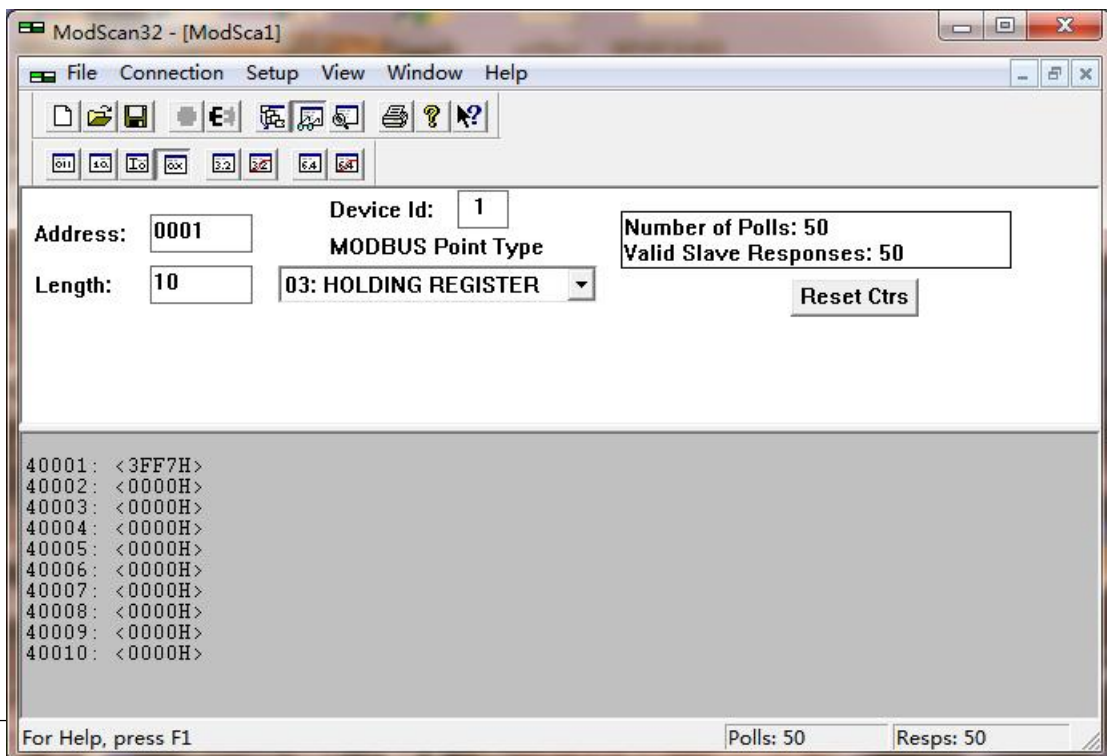 ModScan32 - [ModSca1]
File Connection Setup View Window Help
Address: 0001
Device Id: 1
MODBUS Point Type
Length: 10
03: HOLDING REGISTER
Number of Polls: 50
Valid Slave Responses: 50
Reset Ctrs
40001: <3FF7H>
40002: <0000H>
40003: <0000H>
40004: <0000H>
40005: <0000H>
40006: <0000H>
40007: <0000H>
40008: <0000H>
40009: <0000H>
40010: <0000H>
For Help, press F1
Polls: 50
Resps: 50